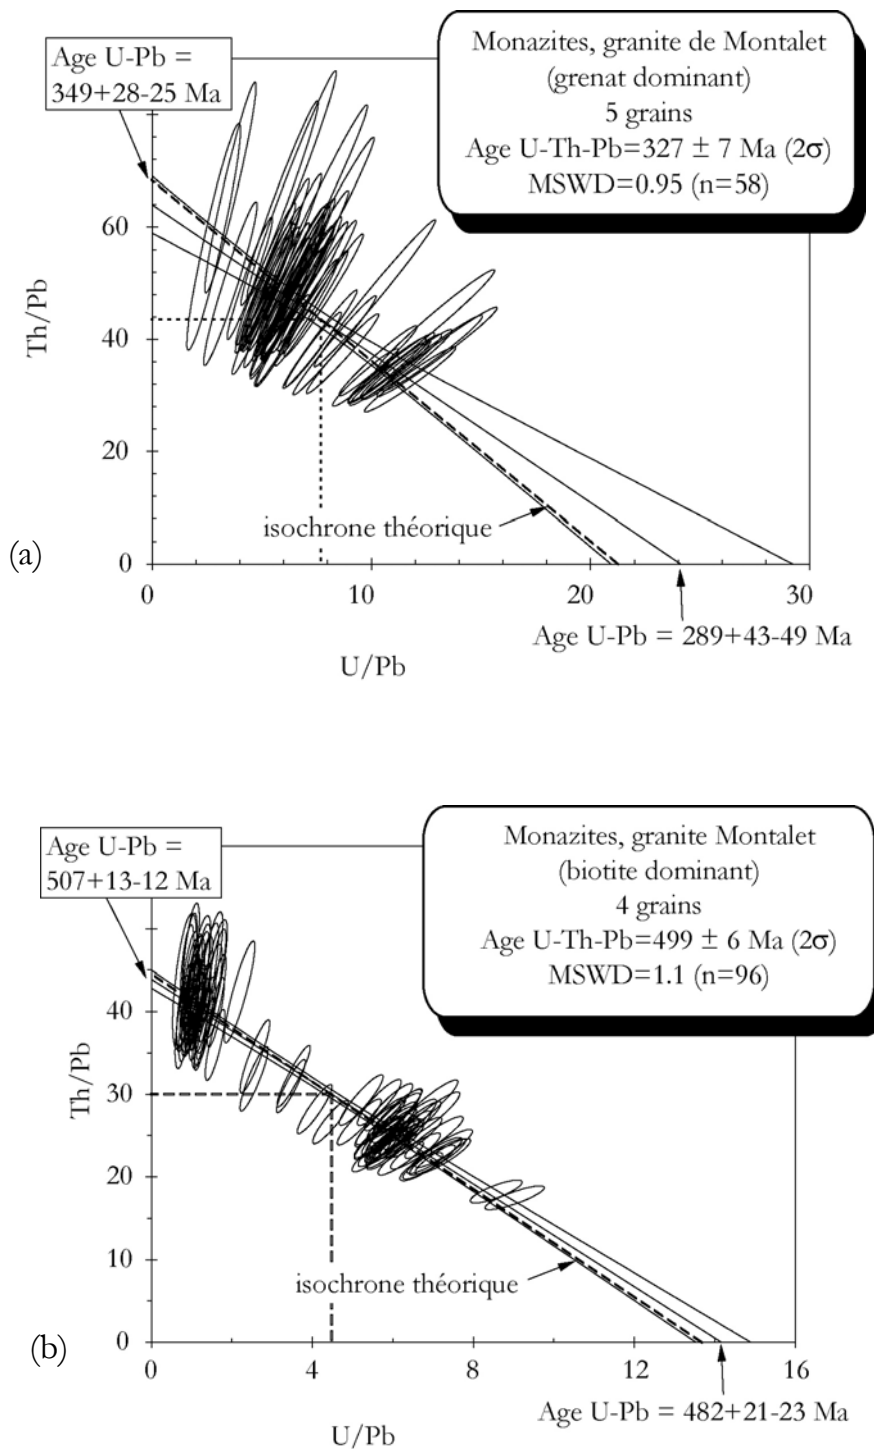 Age U-Pb =
349+28-25 Ma
Monazites, granite de Montalet
(grenat dominant)
5 grains
Age U-Th-Pb=327 ± 7 Ma (2σ)
MSWD=0.95 (n=58)
60
Th/Pb
40
20
isochrone théorique
(a)
0
0
10
20
30
Age U-Pb = 289+43-49 Ma
U/Pb
Age U-Pb =
507+13-12 Ma
Monazites, granite Montalet
(biotite dominant)
4 grains
Age U-Th-Pb=499 ± 6 Ma (2σ)
MSWD=1.1 (n=96)
40
Th/Pb
30
20
10
isochrone théorique
(b)
0
0
4
8
12
16
Age U-Pb = 482+21-23 Ma
U/Pb